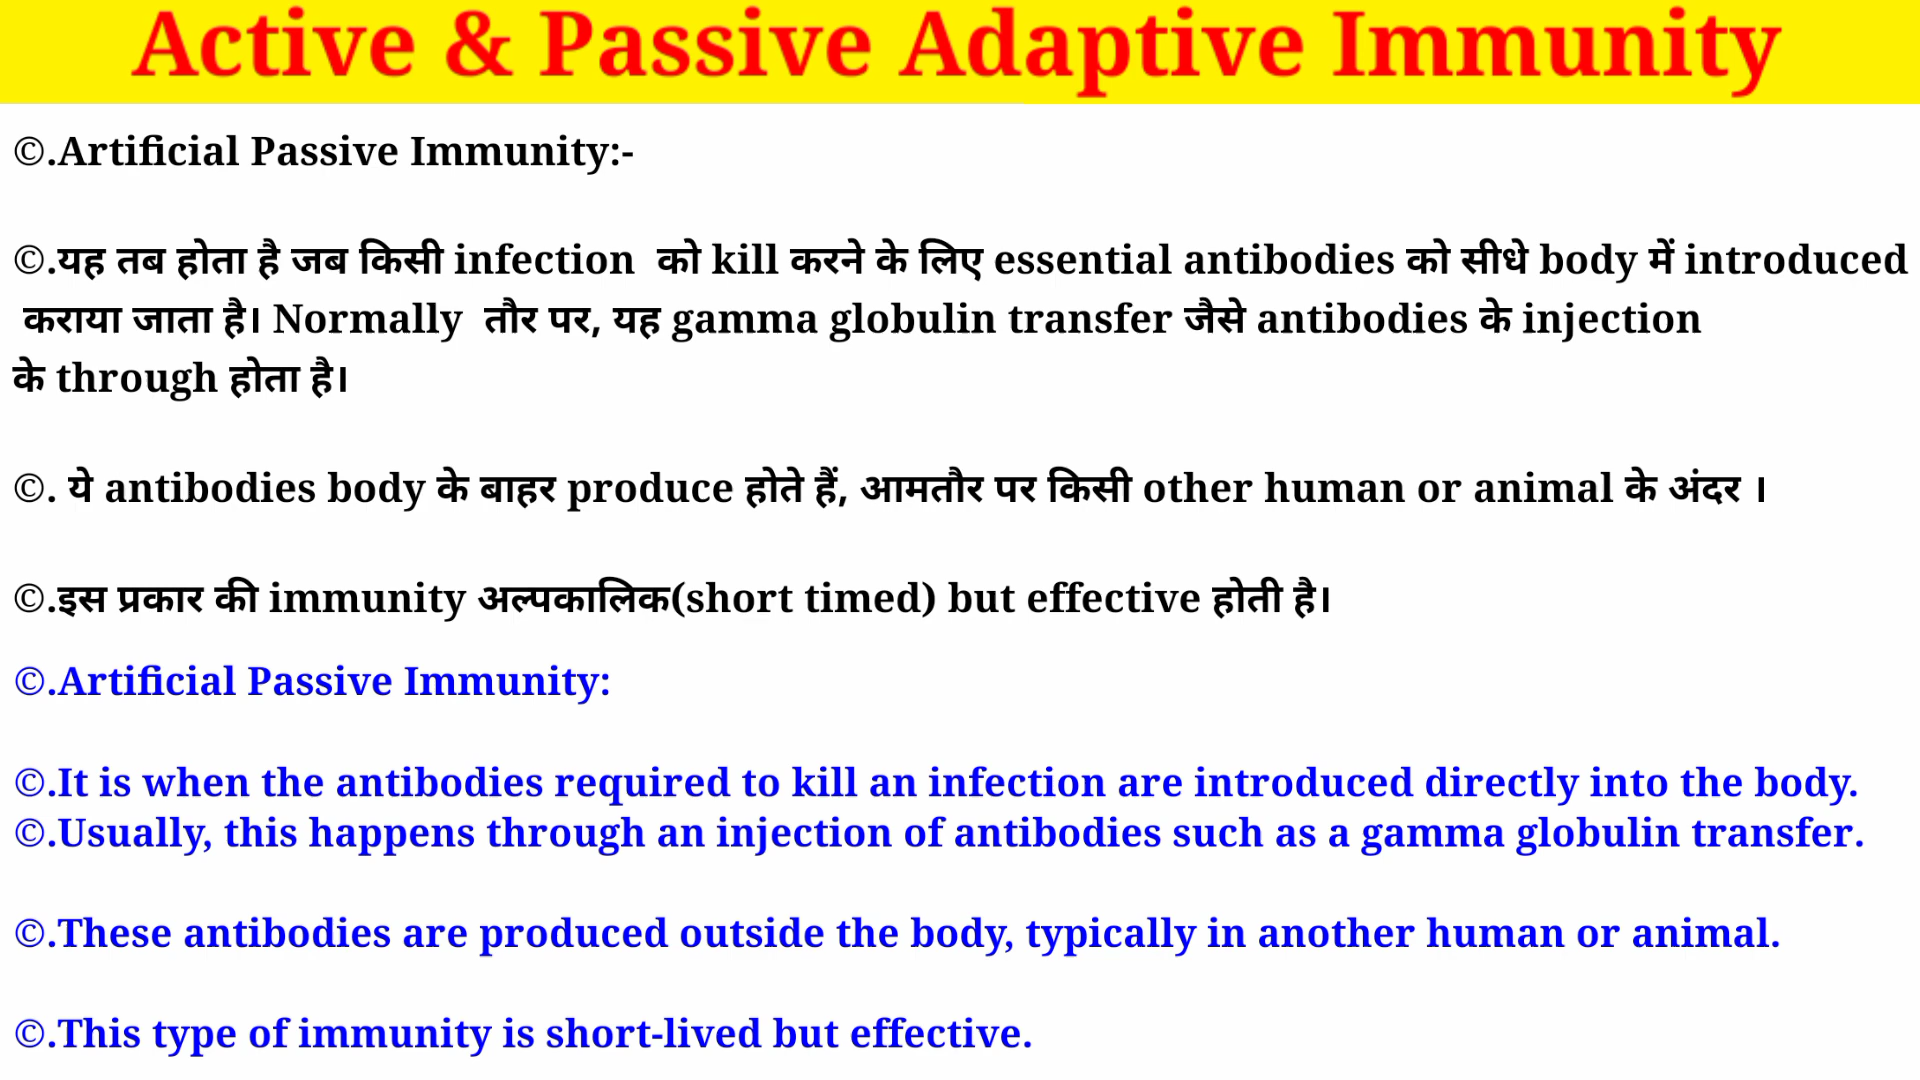 Active & Passive Adaptive Immunity
©.Artificial Passive Immunity:-
©.यह तब होता है जब किसी infection को kill करने के लिए essential antibodies को सीधे body में introduced
कराया जाता है। Normally तौर पर, यह gamma globulin transfer जैसे antibodies के injection
के through होता है।
©. ये antibodies body के बाहर produce होते हैं, आमतौर पर किसी other human or animal के अंदर ।
©.इस प्रकार की immunity अल्पकालिक(short timed) but effective होती है।
©.Artificial Passive Immunity:
©.It is when the antibodies required to kill an infection are introduced directly into the body.
©.Usually, this happens through an injection of antibodies such as a gamma globulin transfer.
©.These antibodies are produced outside the body, typically in another human or animal.
©.This type of immunity is short-lived but effective.